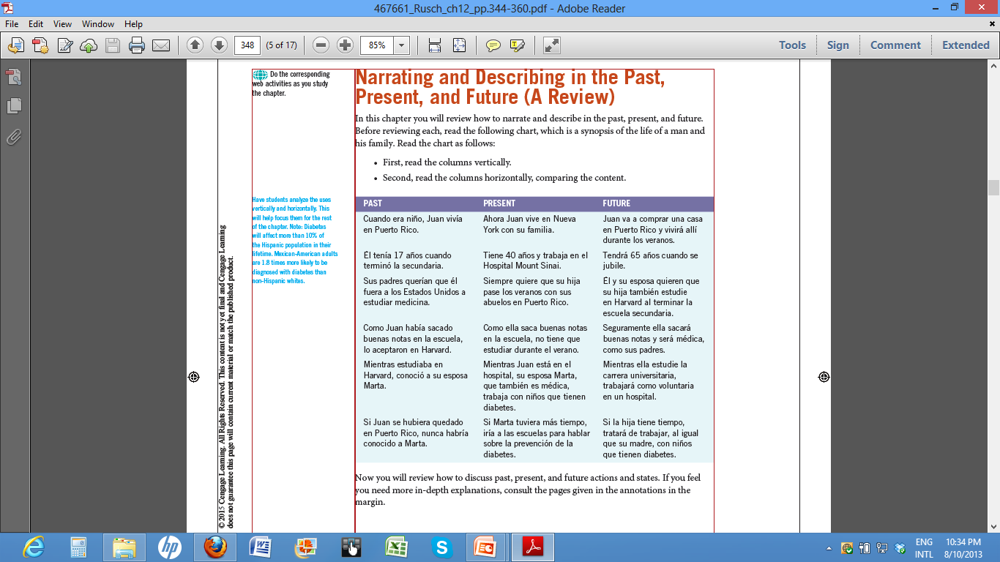 467661_Rusch_ch12_pp.344-360.pdf - Adobe Reader
File Edit View Window Help
348 (5 of 17) 85% Tools Sign Comment Extended
Do the corresponding
web activities as you study
the chapter.
Narrating and Describing in the Past,
Present, and Future (A Review)
In this chapter you will review how to narrate and describe in the past, present, and future.
Before reviewing each, read the following chart, which is a synopsis of the life of a man and
his family. Read the chart as follows:
• First, read the columns vertically.
• Second, read the columns horizontally, comparing the content.
Have students analyze the uses
vertically and horizontally. This
will help focus them for the rest
of the chapter. Note: Diabetes
will affect more than 10% of
the Hispanic population in their
lifetime. Mexican-American adults
are 1.8 times more likely to be
diagnosed with diabetes than
non-Hispanic whites.
PAST PRESENT FUTURE
Cuando era niño, Juan vivía
en Puerto Rico.
Ahora Juan vive en Nueva
York con su familia.
Juan va a comprar una casa
en Puerto Rico y vivirá allí
durante los veranos.
Él tenía 17 años cuando
terminó la secundaria.
Tiene 40 años y trabaja en el
Hospital Mount Sinai.
Tendrá 65 años cuando se
jubile.
Sus padres querían que él
fuera a los Estados Unidos a
estudiar medicina.
Siempre quiere que su hija
pase los veranos con sus
abuelos en Puerto Rico.
Él y su esposa quieren que
su hija también estudie
en Harvard al terminar la
escuela secundaria.
Como Juan había sacado
buenas notas en la escuela,
lo aceptaron en Harvard.
Como ella saca buenas notas
en la escuela, no tiene que
estudiar durante el verano.
Seguramente ella sacará
buenas notas y será médica,
como sus padres.
Mientras estudiaba en
Harvard, conoció a su esposa
Marta.
Mientras Juan está en el
hospital, su esposa Marta,
que también es médica,
trabaja con niños que tienen
diabetes.
Mientras ella estudie la
carrera universitaria,
trabajará como voluntaria
en un hospital.
Si Juan se hubiera quedado
en Puerto Rico, nunca habría
conocido a Marta.
Si Marta tuviera más tiempo,
iría a las escuelas para hablar
sobre la prevención de la
diabetes.
Si la hija tiene tiempo,
tratará de trabajar, al igual
que su madre, con niños
que tienen diabetes.
Now you will review how to discuss past, present, and future actions and states. If you feel
you need more in-depth explanations, consult the pages given in the annotations in the
margin.
© 2015 Cengage Learning. All Rights Reserved. This content is not yet final and Cengage Learning
does not guarantee this page will contain current material or match the published product.
hp
ENG
INTL
10:34 PM
8/10/2013